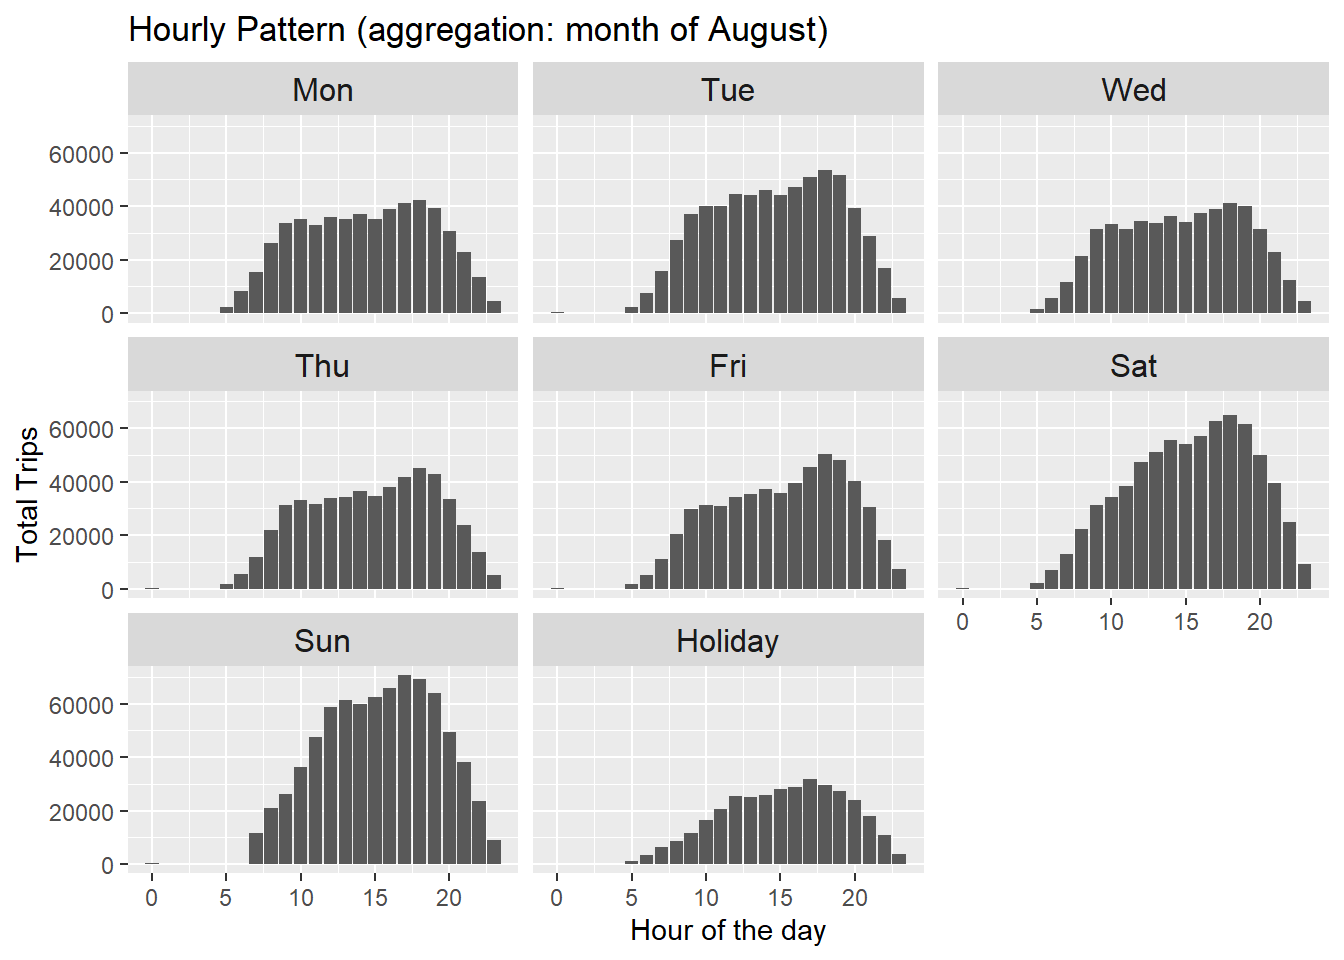 Hourly Pattern (aggregation: month of August)
Mon Tue Wed
60000
40000
20000
0
Thu Fri Sat
60000
40000
20000
0
0 5 10 15 20
Sun Holiday
60000
40000
20000
0
0 5 10 15 20 0 5 10 15 20
Total Trips
Hour of the day